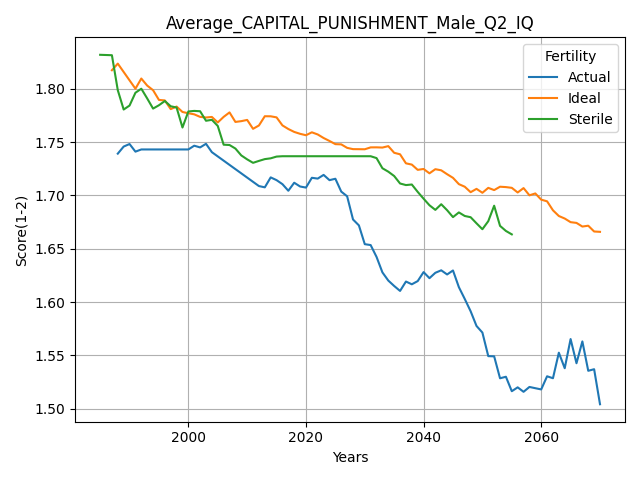 Average_CAPITAL_PUNISHMENT_Male_Q2_IQ
Fertility
Actual
Ideal
Sterile
Score(1-2)
1.80
1.75
1.70
1.65
1.60
1.55
1.50
2000
2020
2040
2060
Years